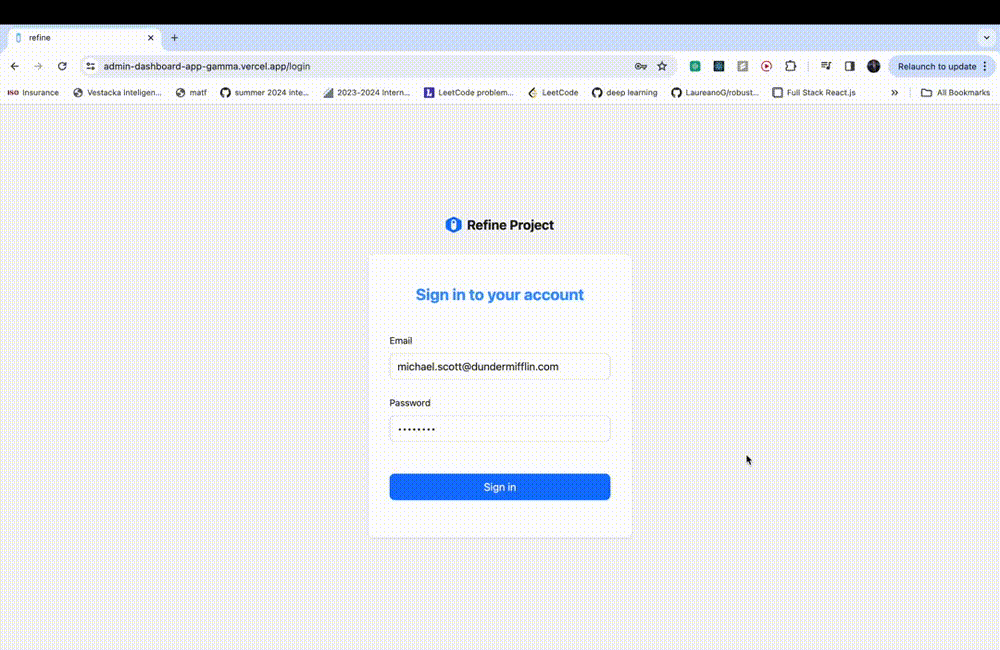 refine
admin-dashboard-app-gamma.vercel.app/login
Relaunch to update
ISO Insurance
Vestacka inteligen...
matf
summer 2024 inte...
2023-2024 Intern...
LeetCode problem...
LeetCode
deep learning
LaureanoG/robust...
Full Stack React.js
All Bookmarks
Refine Project
Sign in to your account
Email
michael.scott@dundermifflin.com
Password
Sign in